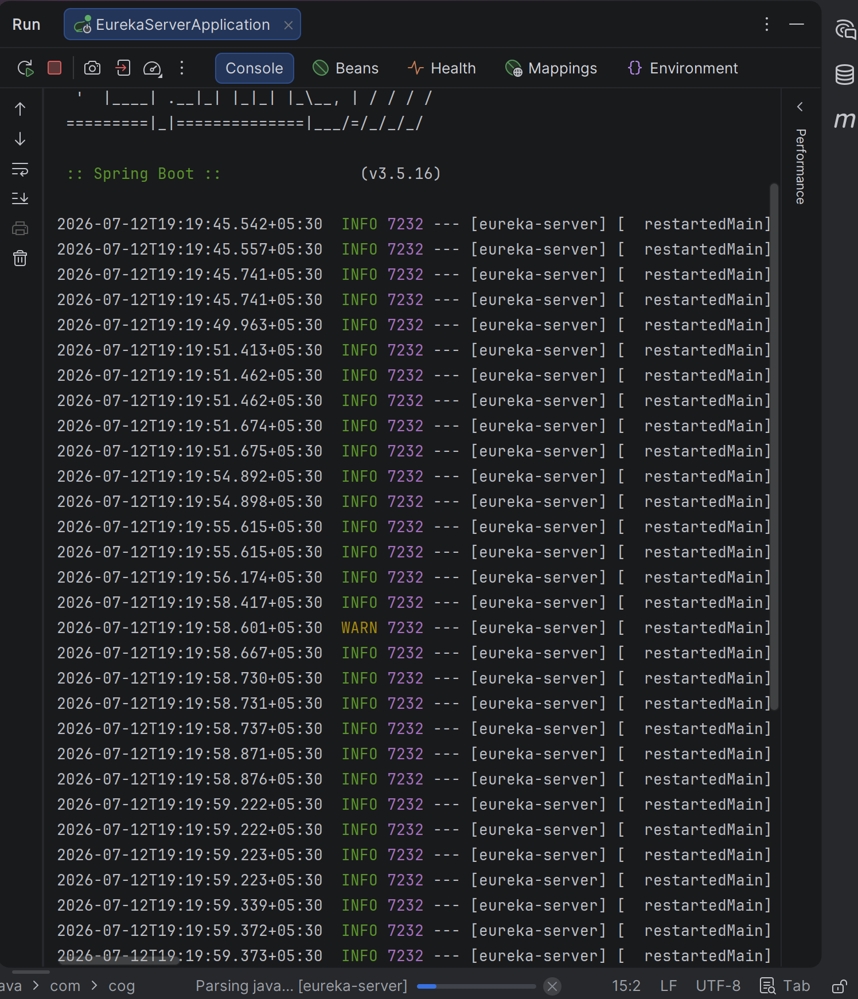 Run EurekaServerApplication
Console Beans Health Mappings Environment
' |____| .__|_| |_|_| |_\__, | / / / /
=========|_|==============|___/=/_/_/_/
:: Spring Boot :: (v3.5.16)
Performance
m
2026-07-12T19:19:45.542+05:30 INFO 7232 --- [eureka-server] [ restartedMain]
2026-07-12T19:19:45.557+05:30 INFO 7232 --- [eureka-server] [ restartedMain]
2026-07-12T19:19:45.741+05:30 INFO 7232 --- [eureka-server] [ restartedMain]
2026-07-12T19:19:45.741+05:30 INFO 7232 --- [eureka-server] [ restartedMain]
2026-07-12T19:19:49.963+05:30 INFO 7232 --- [eureka-server] [ restartedMain]
2026-07-12T19:19:51.413+05:30 INFO 7232 --- [eureka-server] [ restartedMain]
2026-07-12T19:19:51.462+05:30 INFO 7232 --- [eureka-server] [ restartedMain]
2026-07-12T19:19:51.462+05:30 INFO 7232 --- [eureka-server] [ restartedMain]
2026-07-12T19:19:51.674+05:30 INFO 7232 --- [eureka-server] [ restartedMain]
2026-07-12T19:19:51.675+05:30 INFO 7232 --- [eureka-server] [ restartedMain]
2026-07-12T19:19:54.892+05:30 INFO 7232 --- [eureka-server] [ restartedMain]
2026-07-12T19:19:54.898+05:30 INFO 7232 --- [eureka-server] [ restartedMain]
2026-07-12T19:19:55.615+05:30 INFO 7232 --- [eureka-server] [ restartedMain]
2026-07-12T19:19:55.615+05:30 INFO 7232 --- [eureka-server] [ restartedMain]
2026-07-12T19:19:56.174+05:30 INFO 7232 --- [eureka-server] [ restartedMain]
2026-07-12T19:19:58.417+05:30 INFO 7232 --- [eureka-server] [ restartedMain]
2026-07-12T19:19:58.601+05:30 WARN 7232 --- [eureka-server] [ restartedMain]
2026-07-12T19:19:58.667+05:30 INFO 7232 --- [eureka-server] [ restartedMain]
2026-07-12T19:19:58.730+05:30 INFO 7232 --- [eureka-server] [ restartedMain]
2026-07-12T19:19:58.731+05:30 INFO 7232 --- [eureka-server] [ restartedMain]
2026-07-12T19:19:58.737+05:30 INFO 7232 --- [eureka-server] [ restartedMain]
2026-07-12T19:19:58.871+05:30 INFO 7232 --- [eureka-server] [ restartedMain]
2026-07-12T19:19:58.876+05:30 INFO 7232 --- [eureka-server] [ restartedMain]
2026-07-12T19:19:59.222+05:30 INFO 7232 --- [eureka-server] [ restartedMain]
2026-07-12T19:19:59.222+05:30 INFO 7232 --- [eureka-server] [ restartedMain]
2026-07-12T19:19:59.223+05:30 INFO 7232 --- [eureka-server] [ restartedMain]
2026-07-12T19:19:59.223+05:30 INFO 7232 --- [eureka-server] [ restartedMain]
2026-07-12T19:19:59.339+05:30 INFO 7232 --- [eureka-server] [ restartedMain]
2026-07-12T19:19:59.372+05:30 INFO 7232 --- [eureka-server] [ restartedMain]
2026-07-12T19:19:59.373+05:30 INFO 7232 --- [eureka-server] [ restartedMain]
ava > com > cog Parsing java... [eureka-server] 15:2 LF UTF-8 Tab